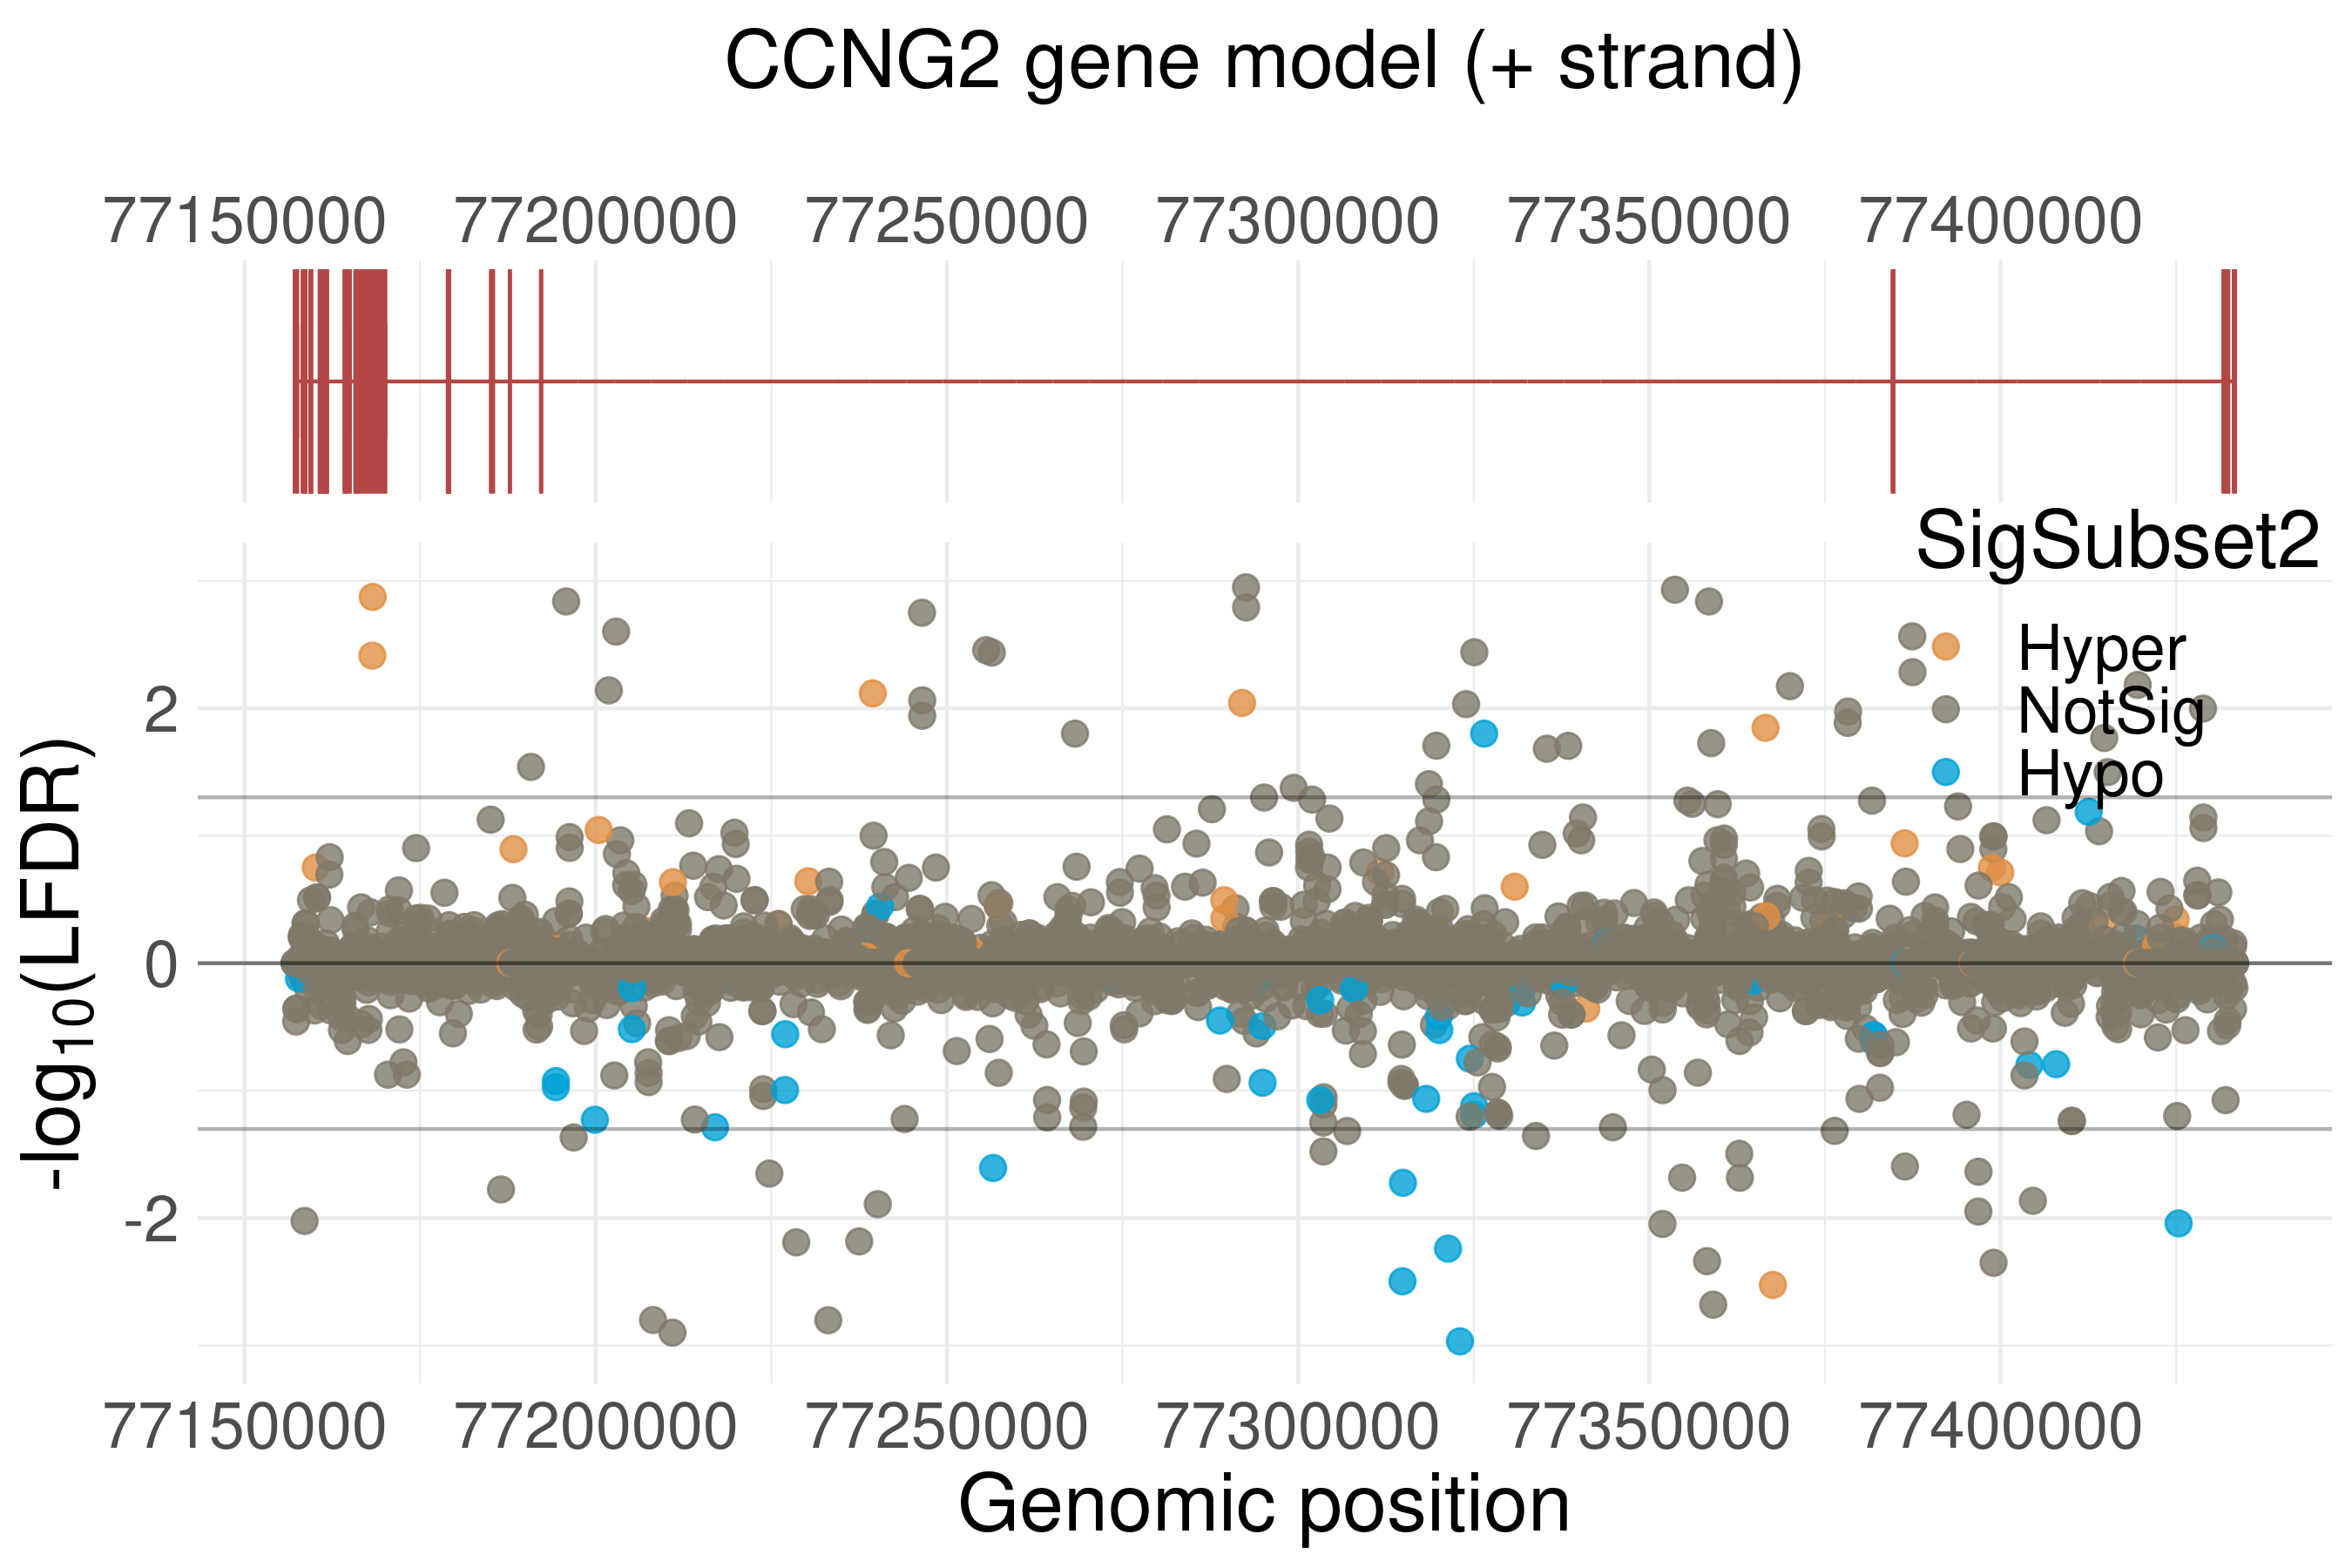 CCNG2 gene model (+ strand)
77150000 77200000 77250000 77300000 77350000 77400000
SigSubset2
Hyper
NotSig
Hypo
2
0
-2
-log10(LFDR)
77150000 77200000 77250000 77300000 77350000 77400000
Genomic position